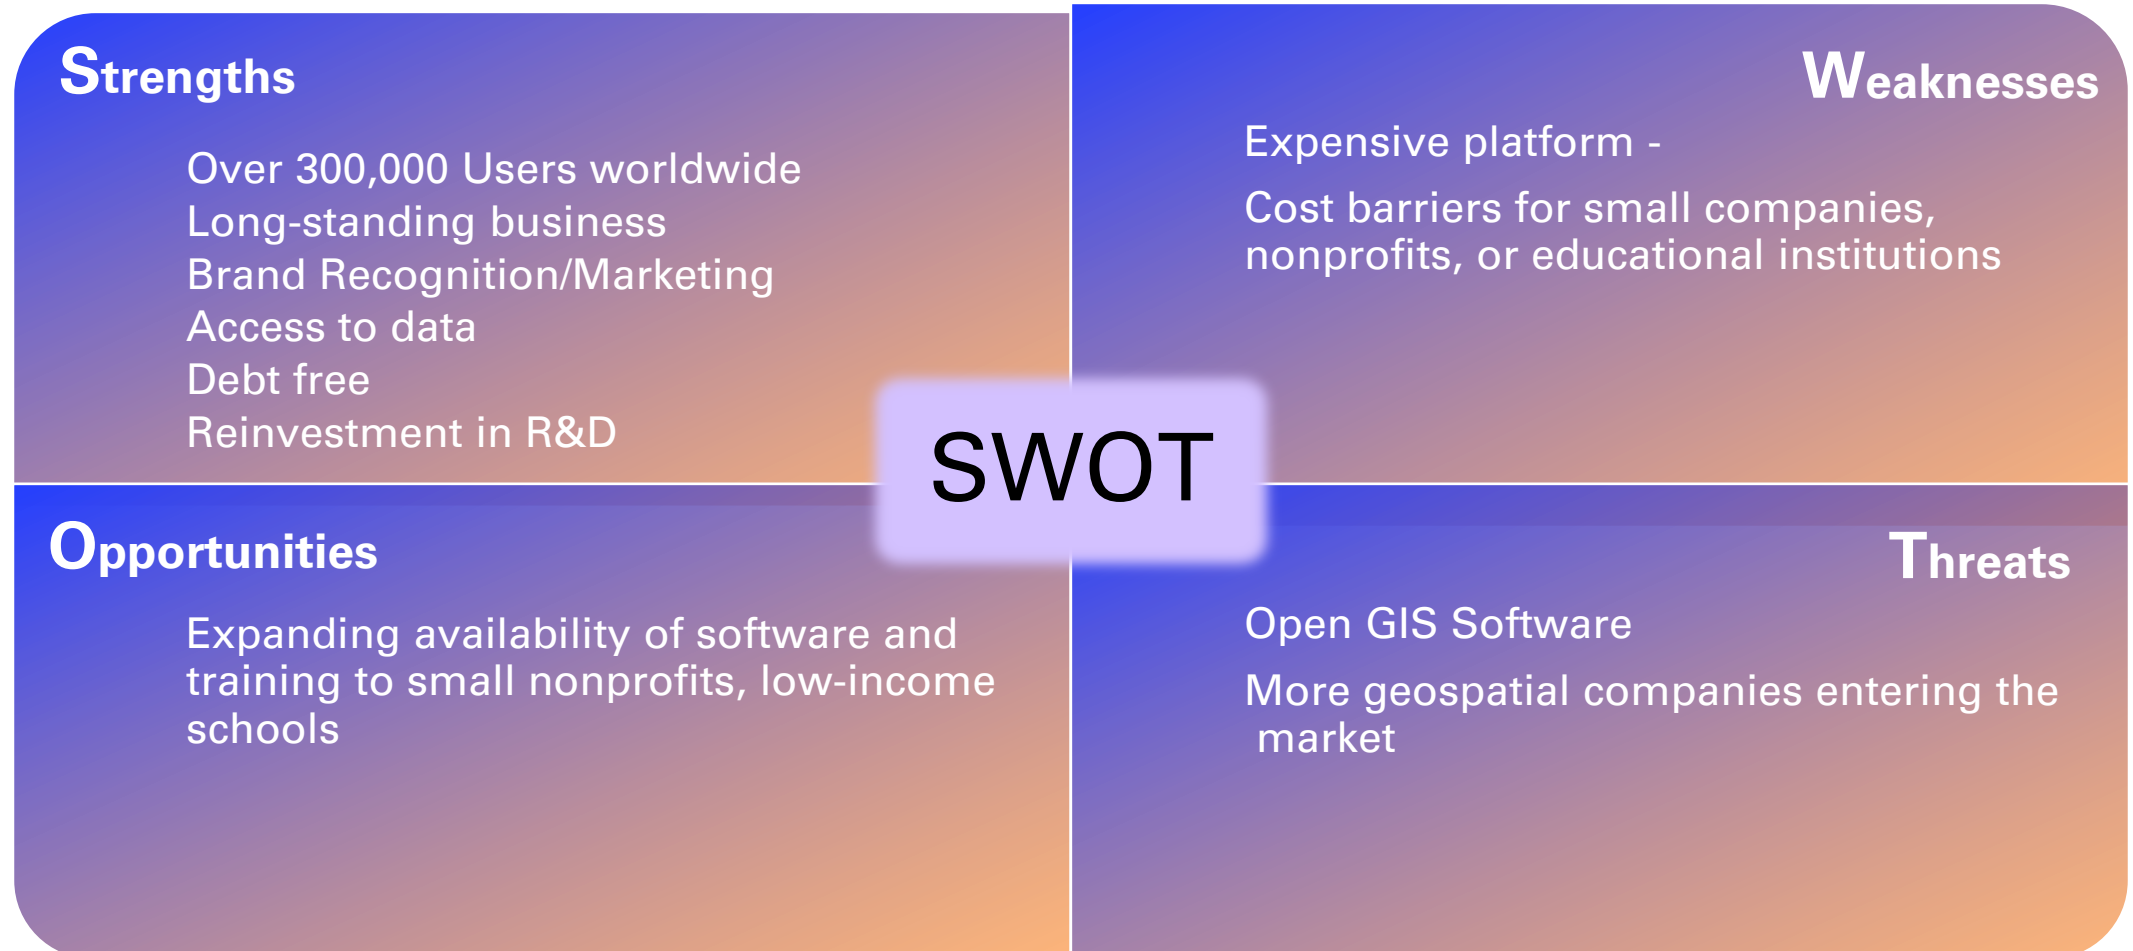 Strengths
Over 300,000 Users worldwide
Long-standing business
Brand Recognition/Marketing
Access to data
Debt free
Reinvestment in R&D
Weaknesses
Expensive platform -
Cost barriers for small companies,
nonprofits, or educational institutions
SWOT
Opportunities
Expanding availability of software and
training to small nonprofits, low-income
schools
Threats
Open GIS Software
More geospatial companies entering the
market